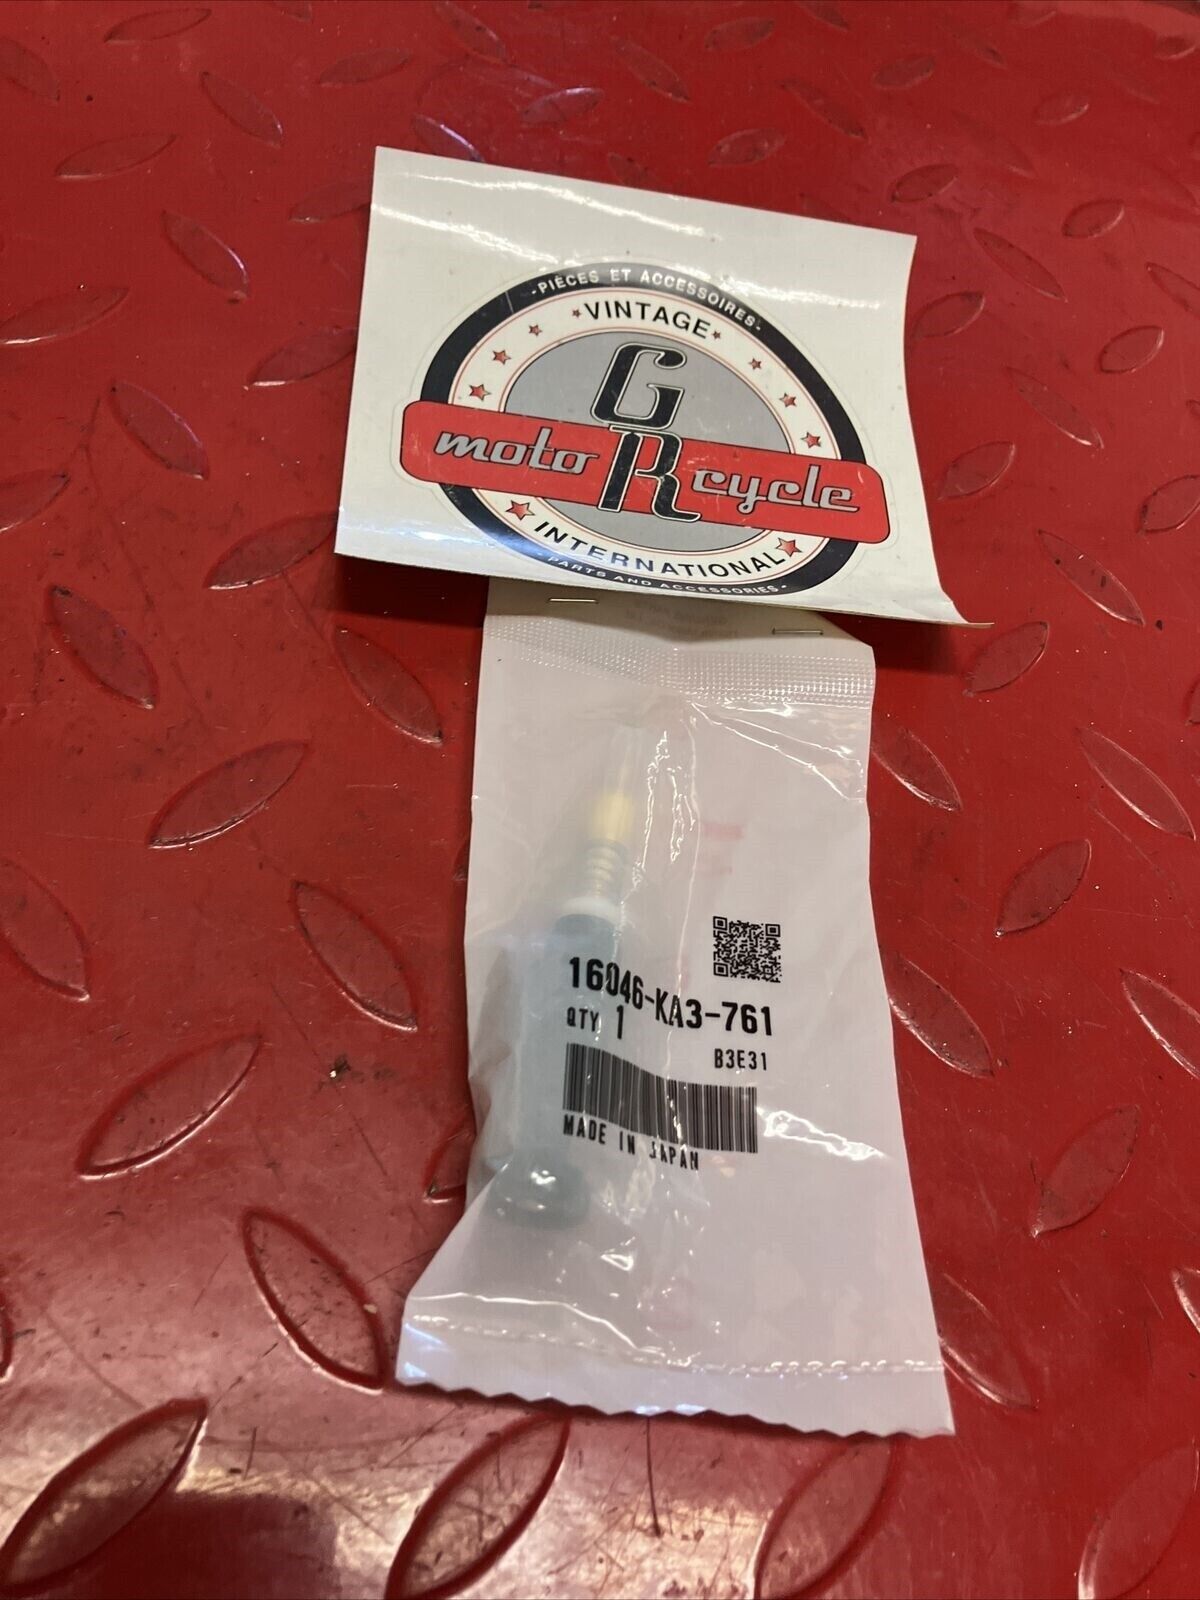 ·PIÈCES ET ACCESSOIRES·
VINTAGE
GR
moto cycle
INTERNATIONAL
·PARTS AND ACCESSORIES·
16046-KA3-761
QTY 1
B3E31
MADE IN JAPAN